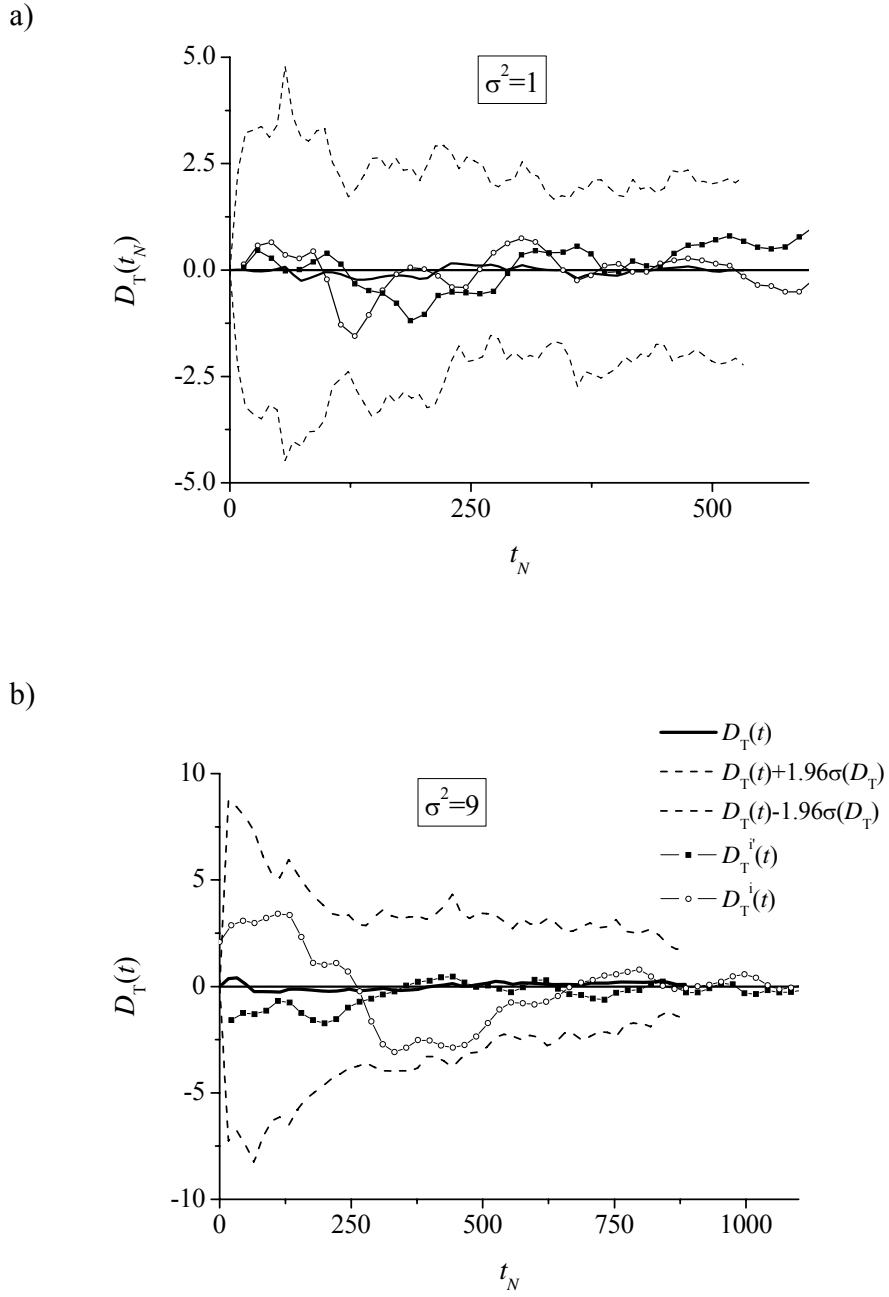 a)
σ²=1
5.0
2.5
0.0
-2.5
-5.0
D_T(t_N)
0
250
500
t_N
b)
D_T(t)
D_T(t)+1.96σ(D_T)
D_T(t)-1.96σ(D_T)
D_T^i'(t)
D_T^i(t)
σ²=9
10
5
0
-5
-10
D_T(t)
0
250
500
750
1000
t_N